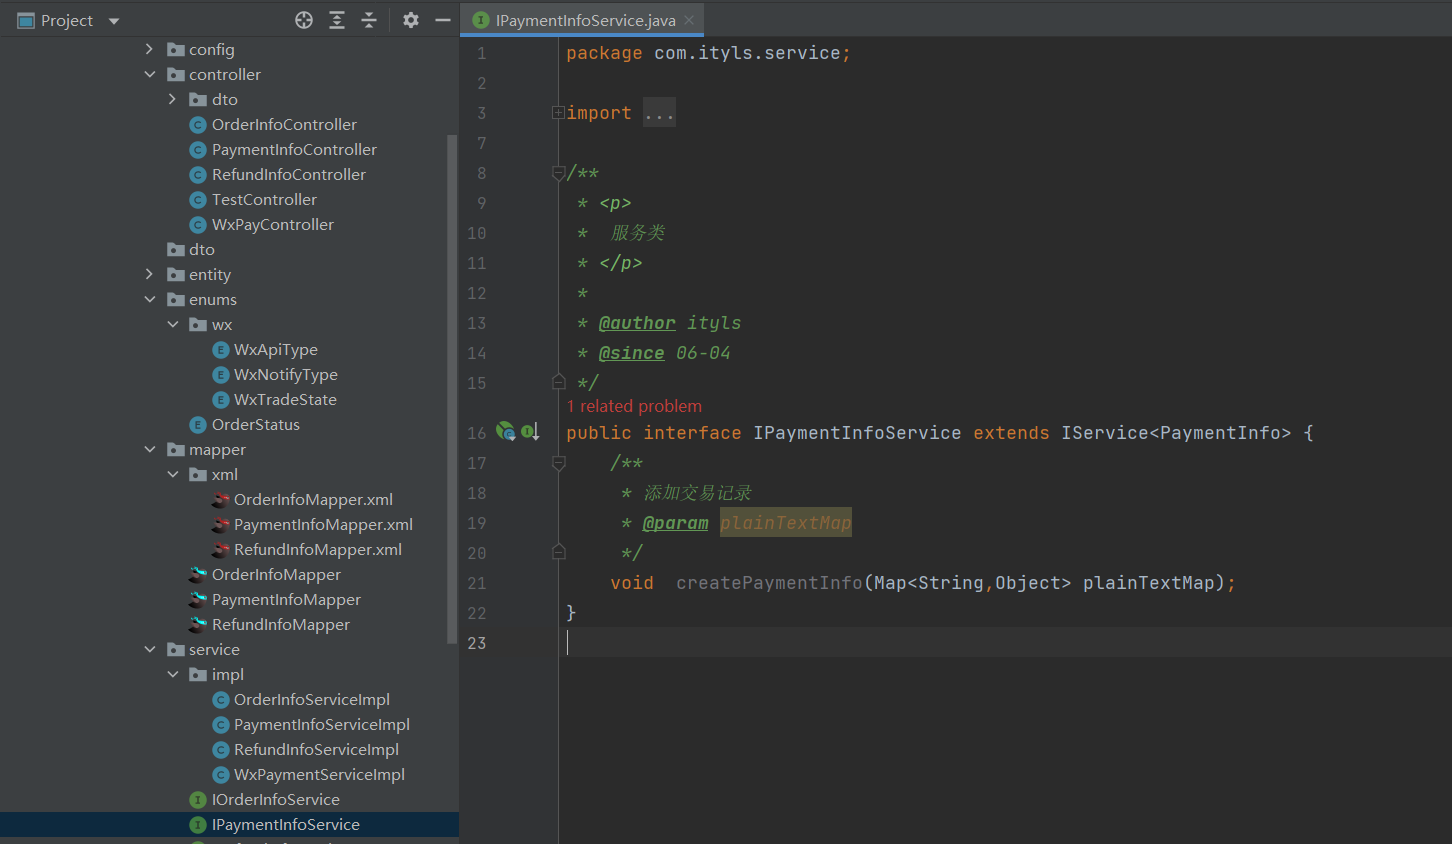 Project
config
controller
dto
OrderInfoController
PaymentInfoController
RefundInfoController
TestController
WxPayController
dto
entity
enums
wx
WxApiType
WxNotifyType
WxTradeState
OrderStatus
mapper
xml
OrderInfoMapper.xml
PaymentInfoMapper.xml
RefundInfoMapper.xml
OrderInfoMapper
PaymentInfoMapper
RefundInfoMapper
service
impl
OrderInfoServiceImpl
PaymentInfoServiceImpl
RefundInfoServiceImpl
WxPaymentServiceImpl
IOrderInfoService
IPaymentInfoService
IPaymentInfoService.java
1 package com.ityls.service;
2
3 import ...
7
8 /**
9 * <p>
10 * 服务类
11 * </p>
12 *
13 * @author ityls
14 * @since 06-04
15 */
1 related problem
16 public interface IPaymentInfoService extends IService<PaymentInfo> {
17 /**
18 * 添加交易记录
19 * @param plainTextMap
20 */
21 void createPaymentInfo(Map<String,Object> plainTextMap);
22 }
23